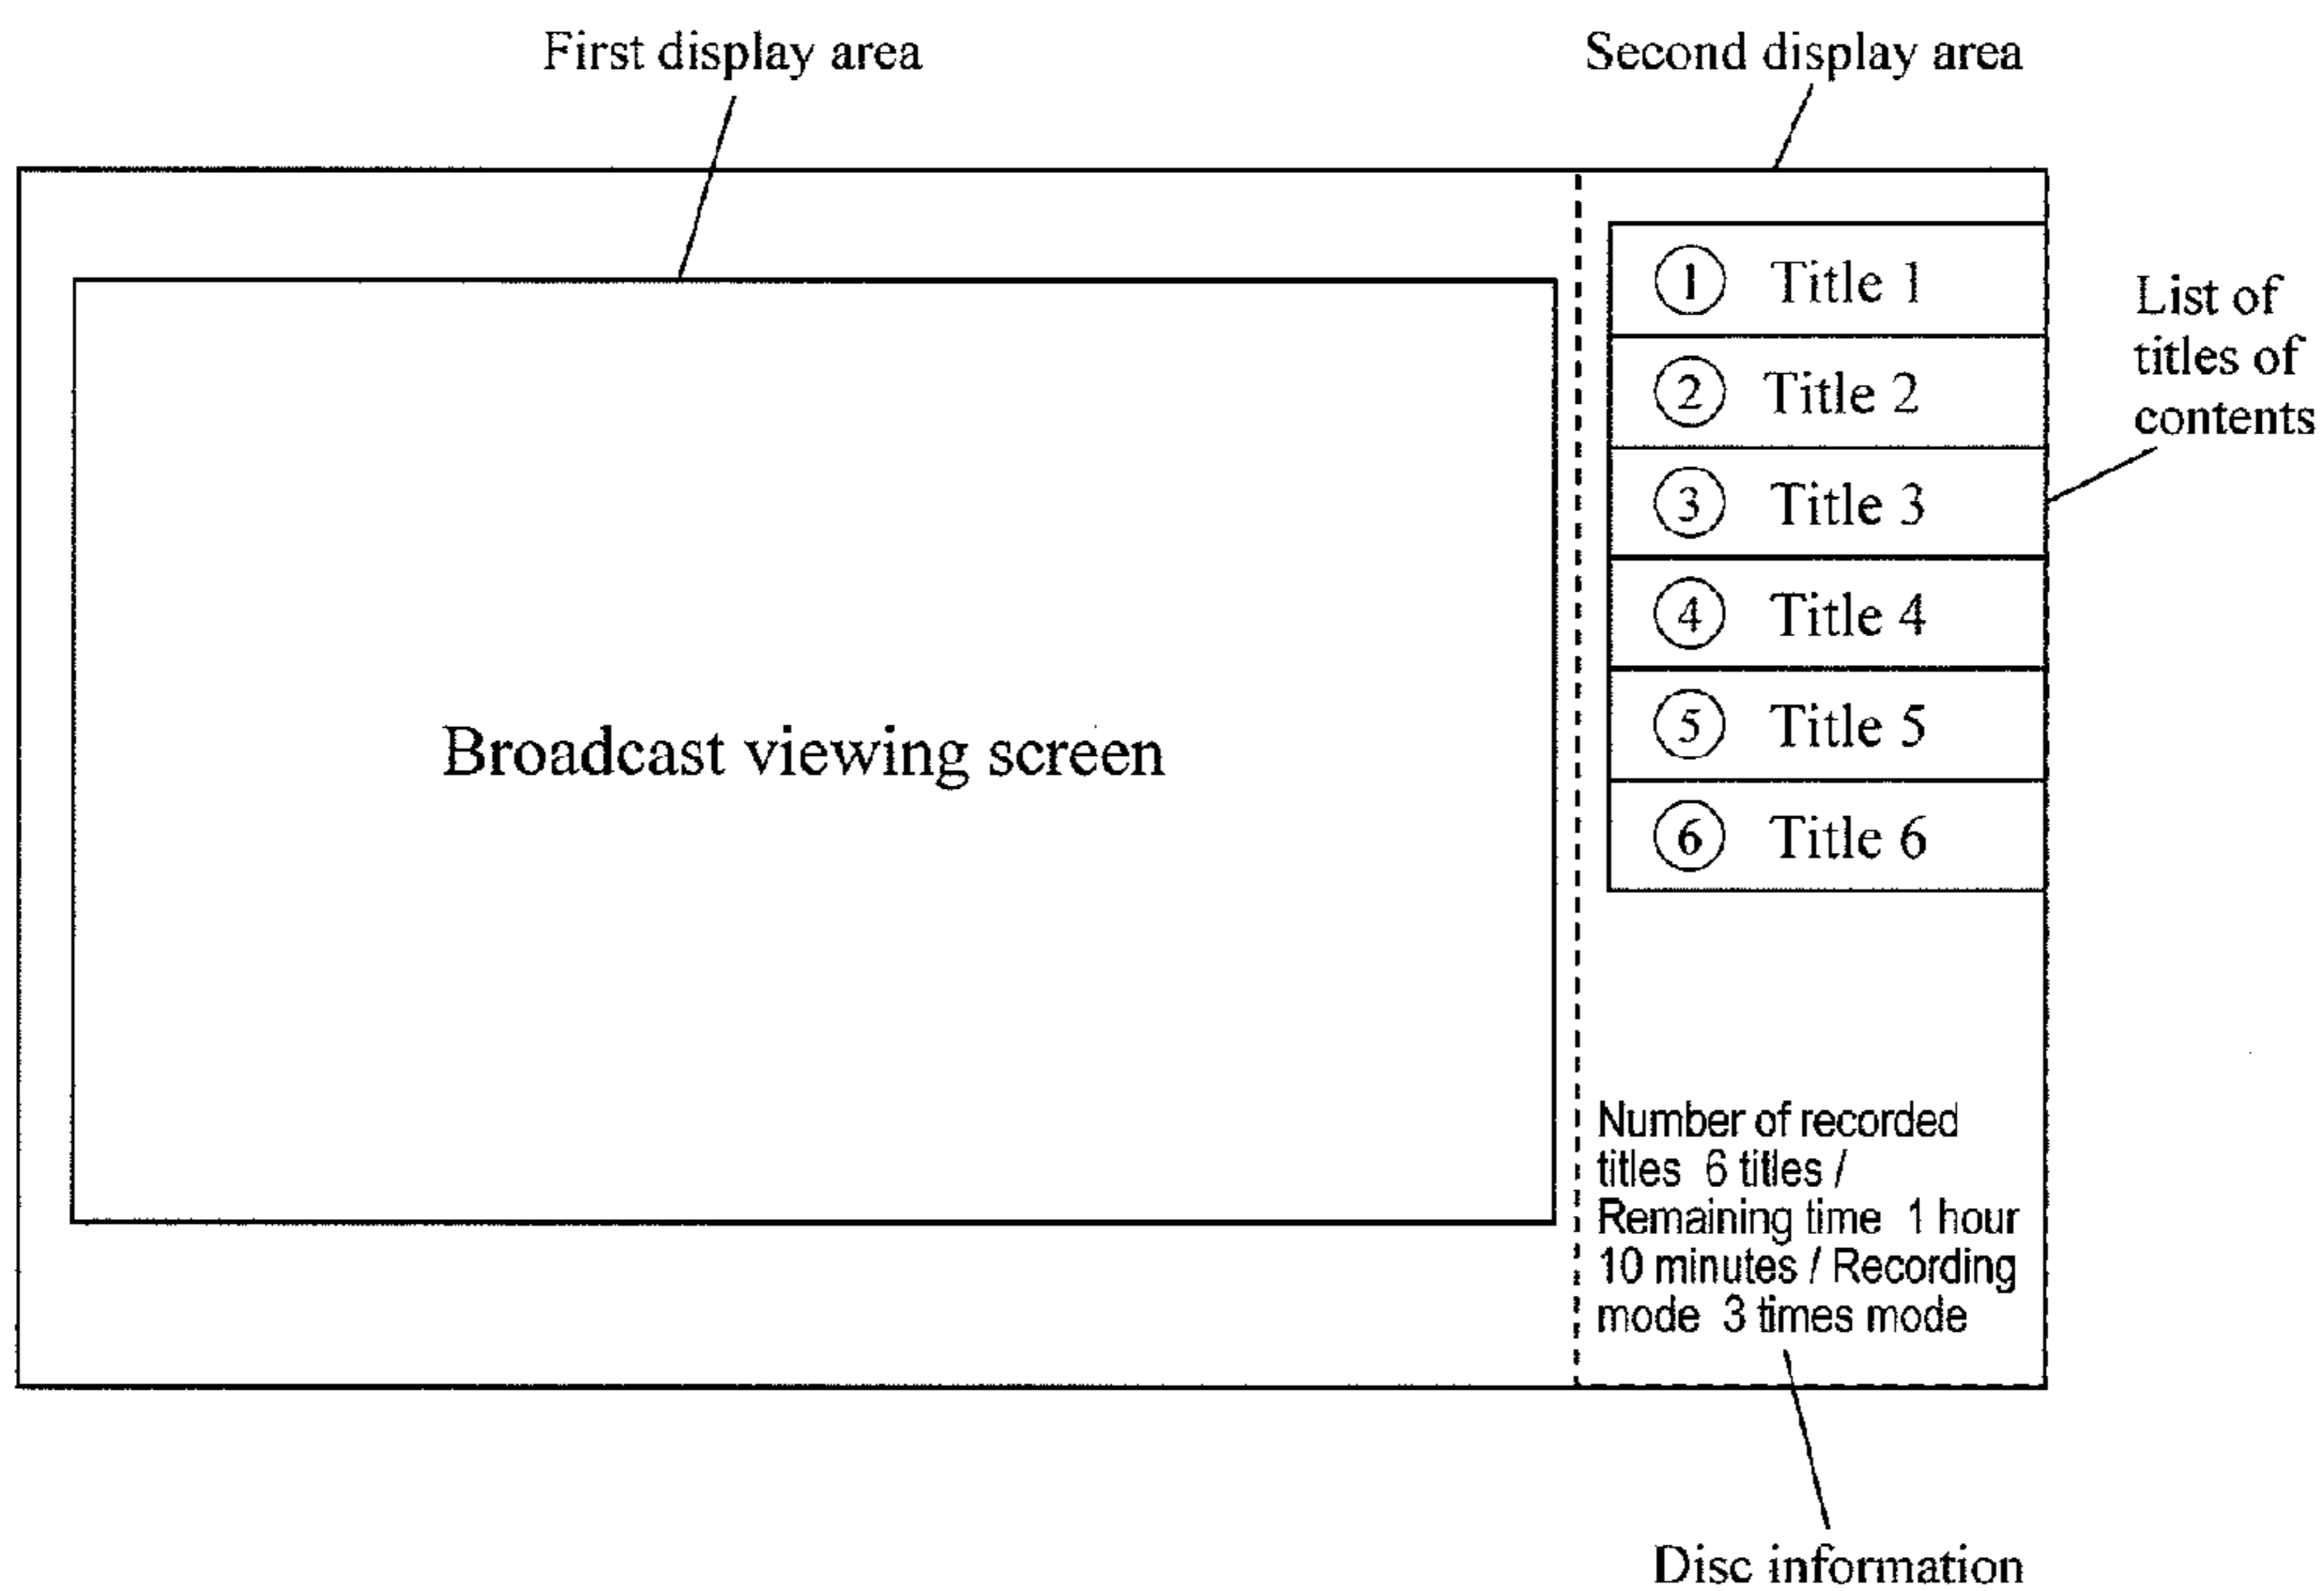 First display area
Second display area
① Title 1
② Title 2
③ Title 3
④ Title 4
⑤ Title 5
⑥ Title 6
List of
titles of
contents
Broadcast viewing screen
Number of recorded
titles 6 titles /
Remaining time 1 hour
10 minutes / Recording
mode 3 times mode
Disc information